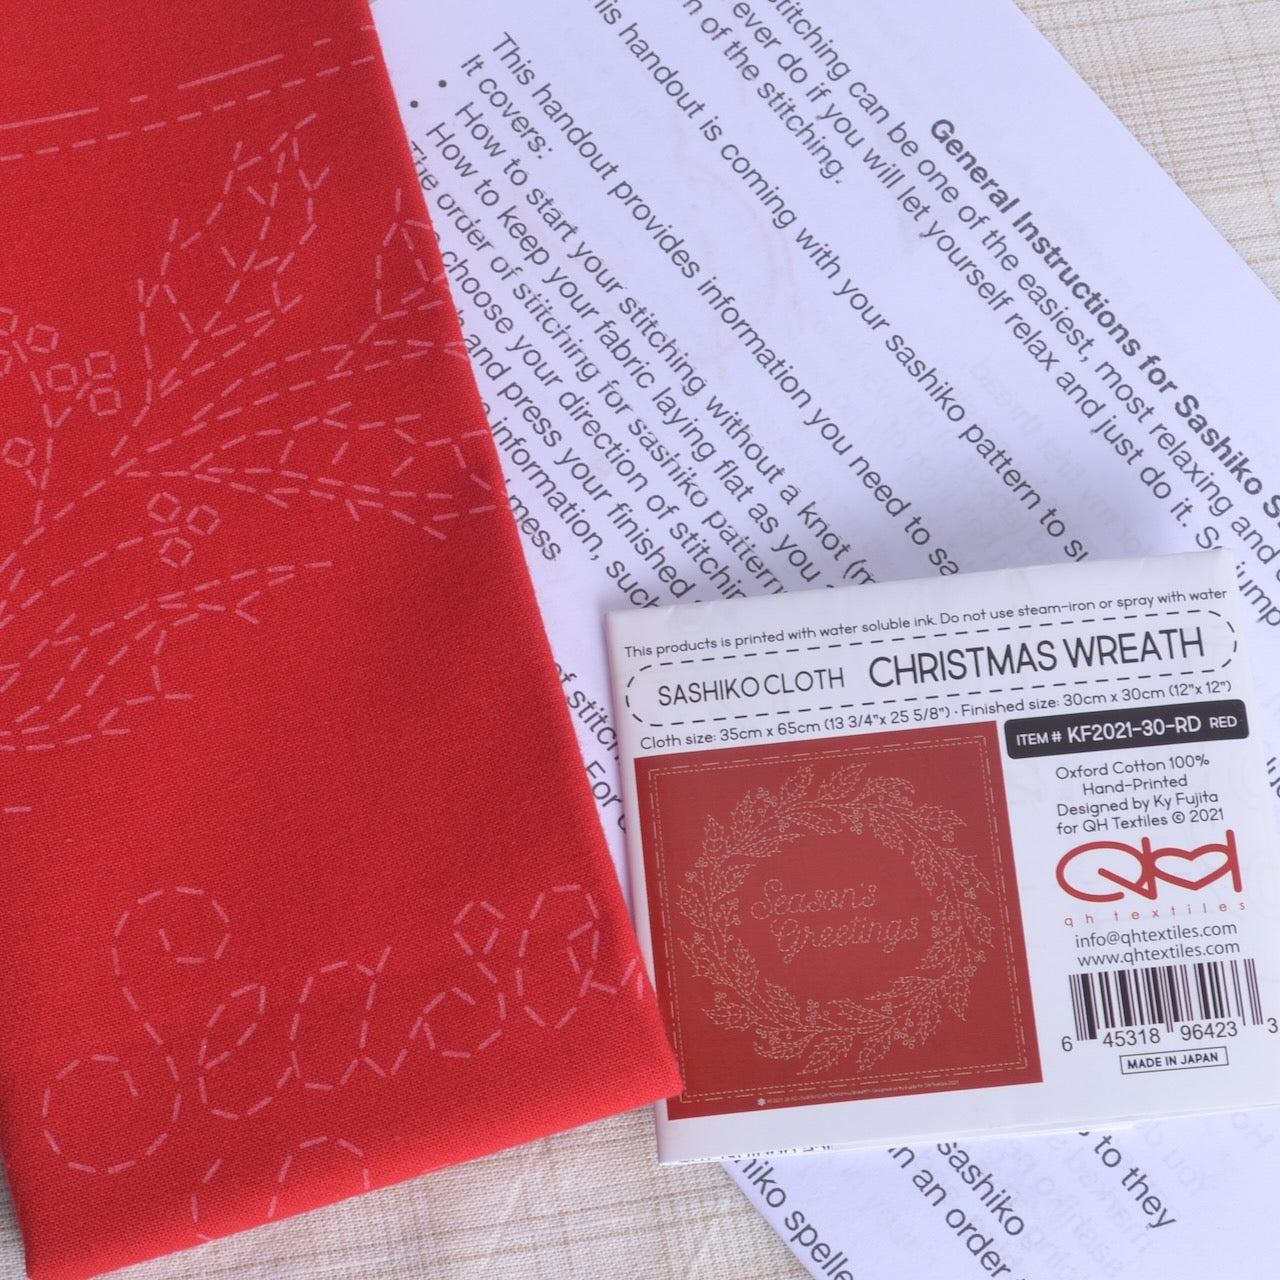 General Instructions for Sashiko S
stitching can be one of the easiest, most relaxing and
ever do if you will let yourself relax and just do it. S
n of the stitching. jump
is handout is coming with your sashiko pattern to
This handout provides information you need to
It covers:
• How to start your stitching without a knot
• How to keep your fabric laying flat as you
The order of stitching for sashiko pattern
choose your direction of stitchin
and press your finished
information, such
mess
of stitch
For
This products is printed with water soluble ink. Do not use steam-iron or spray with water
SASHIKO CLOTH CHRISTMAS WREATH
Cloth size: 35cm x 65cm (13 3/4"x 25 5/8") · Finished size: 30cm x 30cm (12"x 12")
ITEM# KF2021-30-RD RED
Oxford Cotton 100%
Hand-Printed
Designed by Ky Fujita
for QH Textiles © 2021
QH
qh textiles
info@qhtextiles.com
www.qhtextiles.com
6 45318 96423 3
MADE IN JAPAN
Season's
Greetings
Seaso
to they
sashiko
in an order
hiko spelle